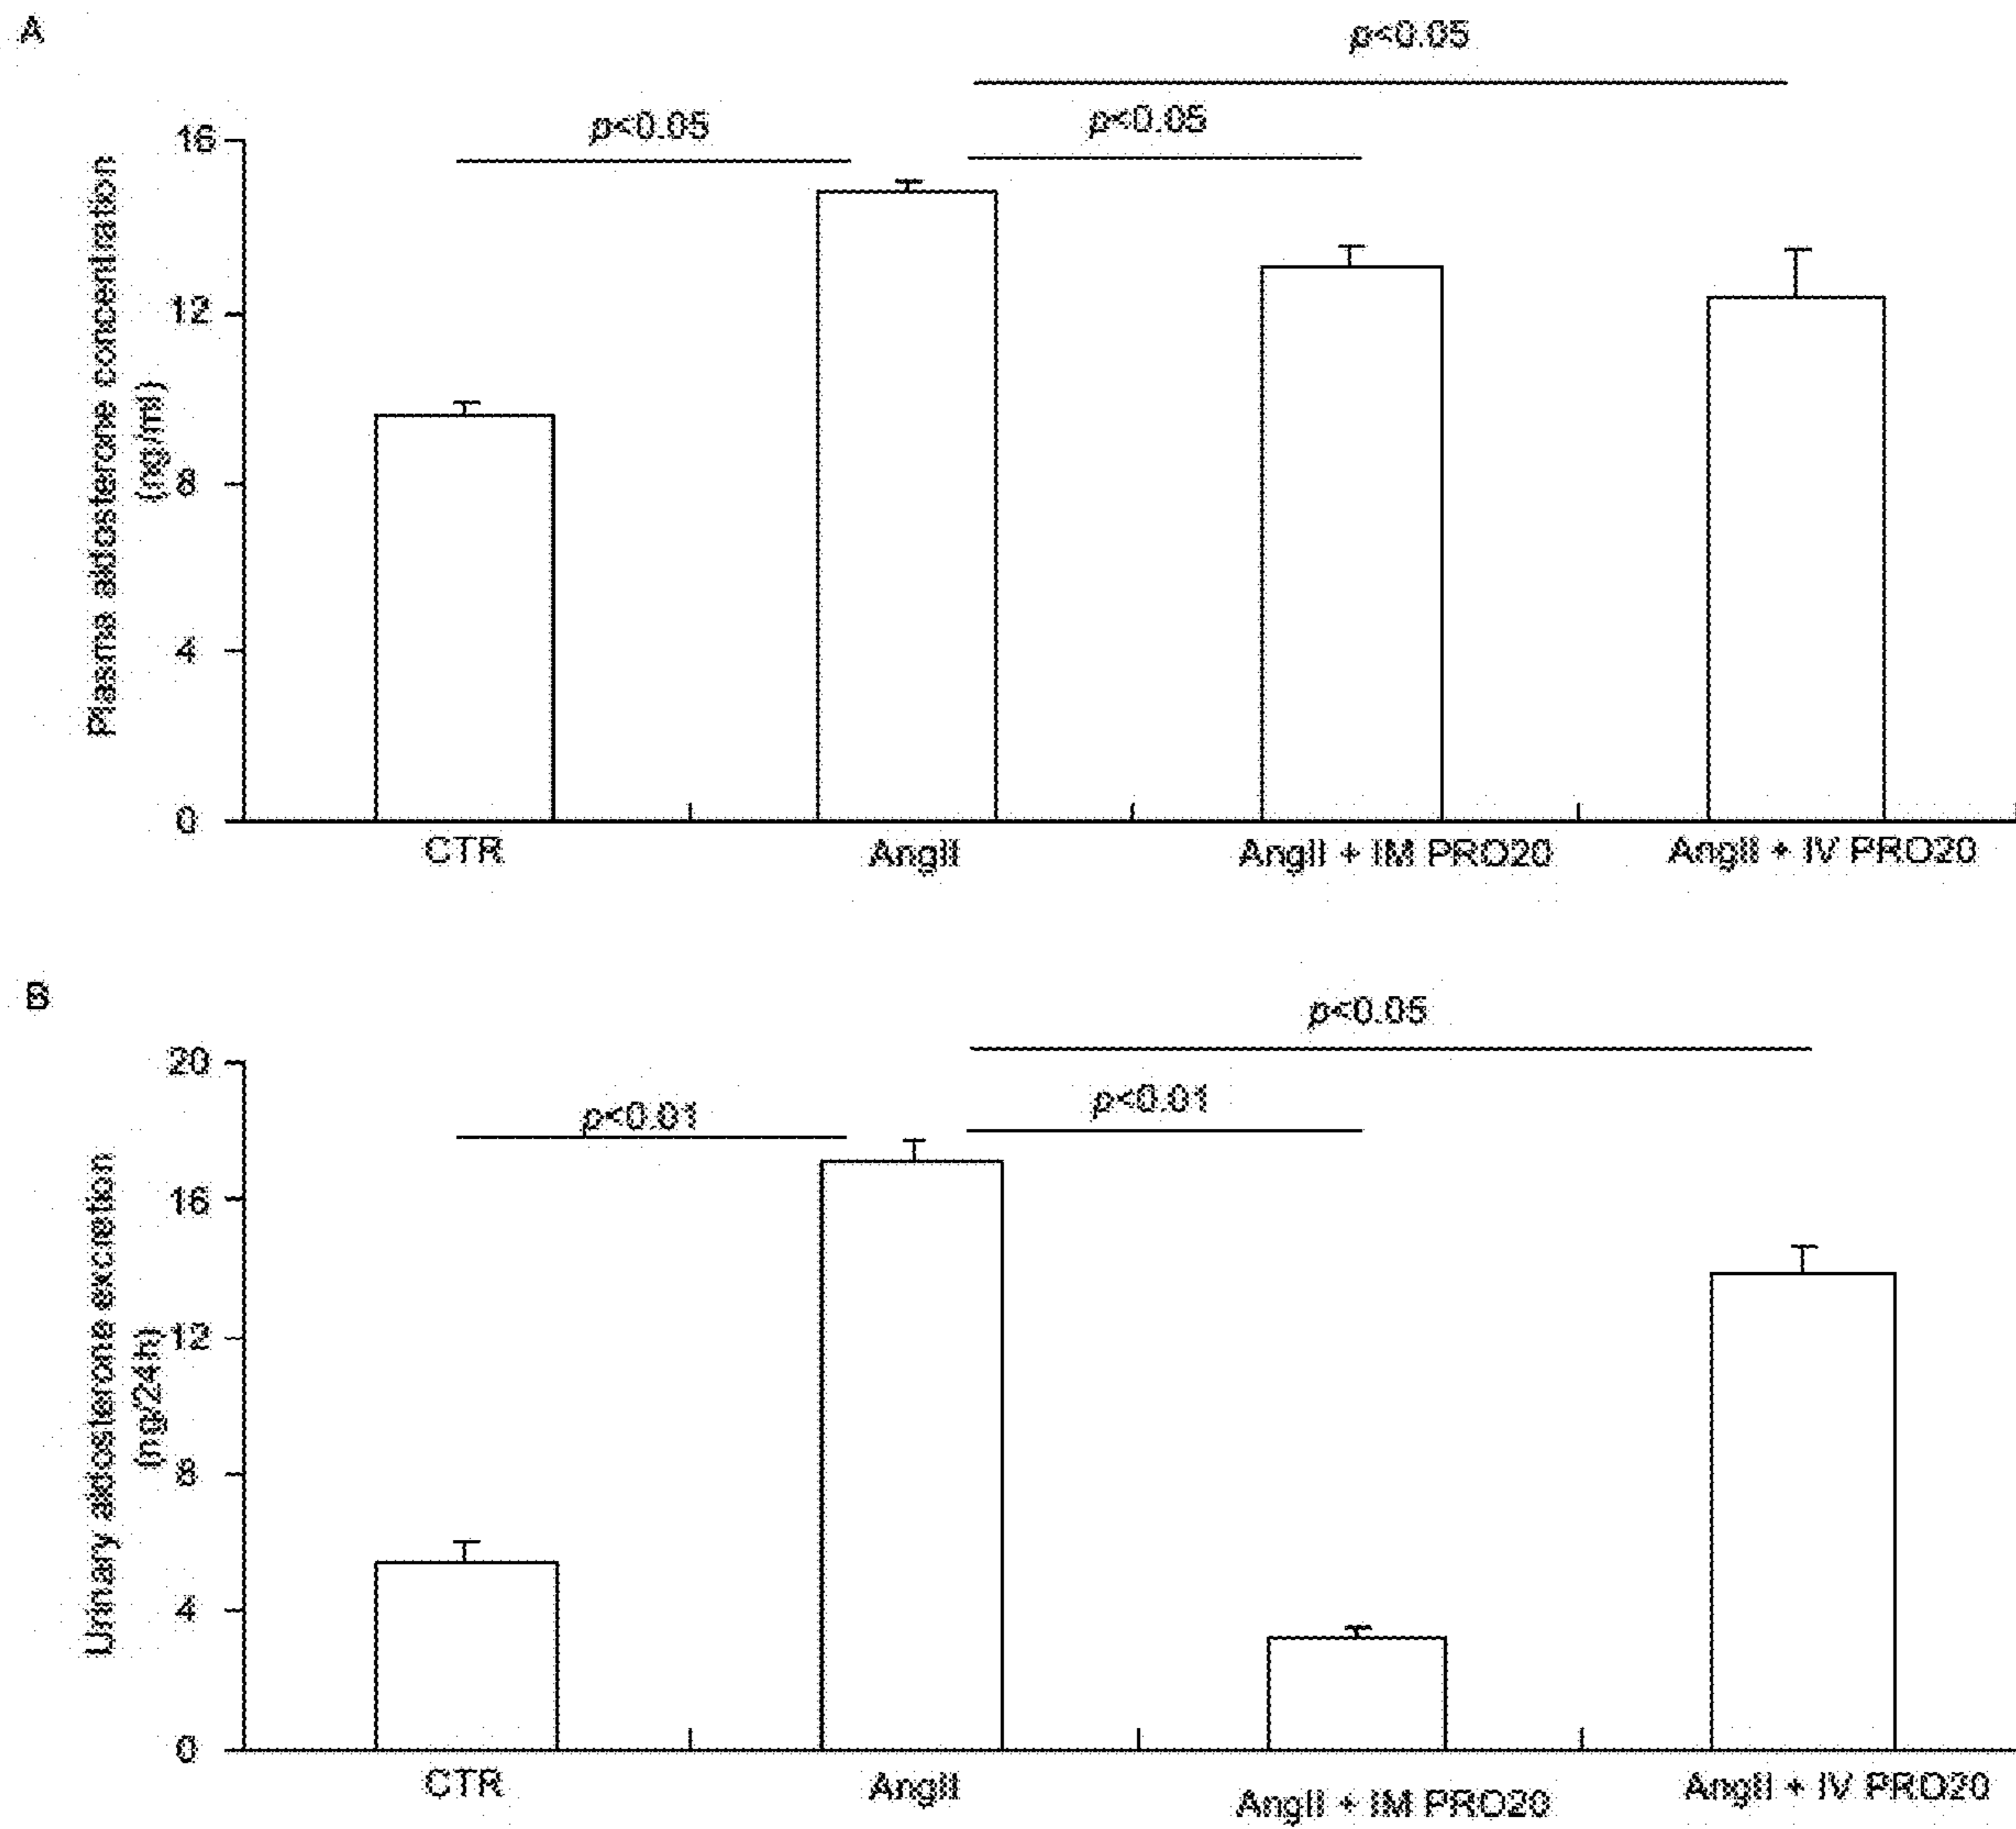 A
p<0.05
p<0.05
p<0.05
16
12
8
4
0
Plasma aldosterone concentration
(ng/ml)
CTR
AngII
AngII + IM PRO20
AngII + IV PRO20
B
p<0.05
p<0.01
p<0.01
20
16
12
8
4
0
Urinary aldosterone excretion
(ng/24h)
CTR
AngII
AngII + IM PRO20
AngII + IV PRO20